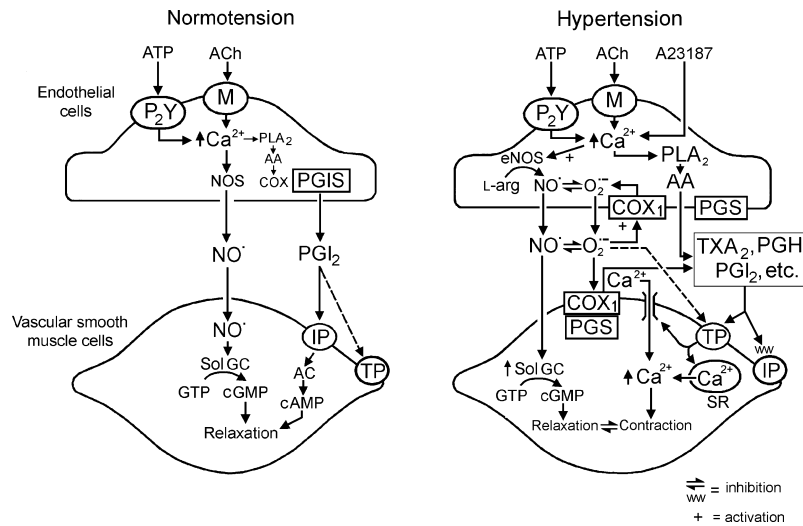 Normotension
ATP
ACh
Endothelial
cells
P2Y
M
Ca2+
PLA2
AA
NOS
COX
PGIS
NO·
PGI2
NO·
Vascular smooth
muscle cells
IP
Sol GC
AC
TP
GTP
cGMP
cAMP
Relaxation
Hypertension
ATP
ACh
A23187
P2Y
M
Ca2+
eNOS
+
PLA2
L-arg
NO·
O2·–
AA
COX1
PGS
+
NO·
O2·–
TXA2, PGH
PGI2, etc.
Ca2+
COX1
PGS
TP
ww
IP
Sol GC
Ca2+
Ca2+
GTP
cGMP
SR
Relaxation
Contraction
ww = inhibition
+ = activation